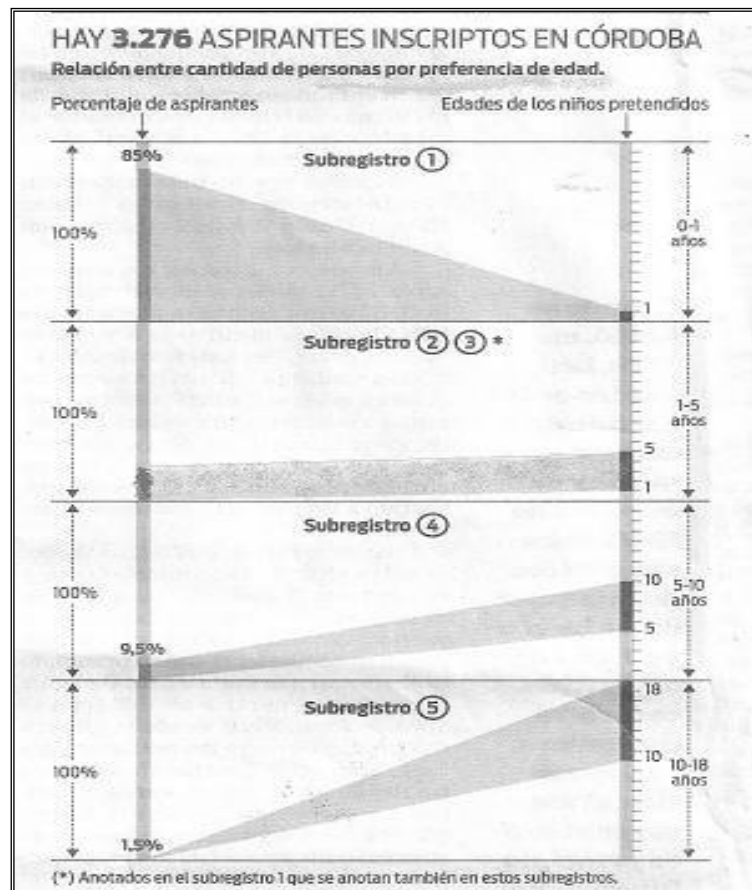 HAY 3.276 ASPIRANTES INSCRIPTOS EN CÓRDOBA
Relación entre cantidad de personas por preferencia de edad.
Porcentaje de aspirantes
Edades de los niños pretendidos
85%
Subregistro 1
100%
0-1
años
1
Subregistro 2 3 *
100%
1-5
años
5
1
Subregistro 4
100%
10
5-10
años
5
9,5%
Subregistro 5
18
100%
10
10-18
años
1,5%
(*) Anotados en el subregistro 1 que se anotan también en estos subregistros.